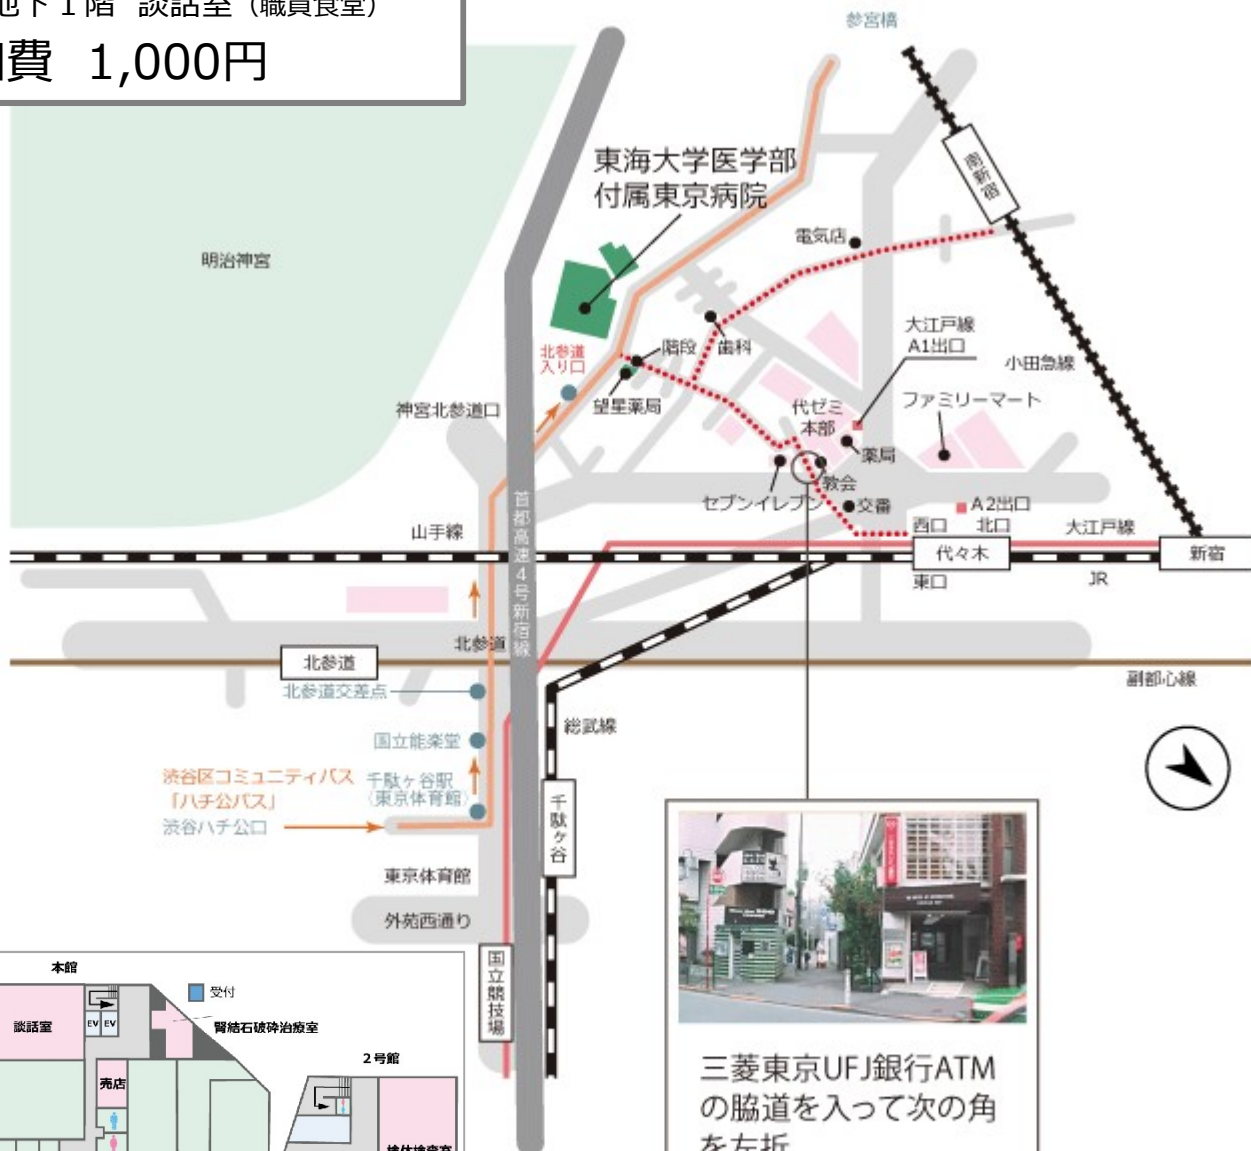 地下１階 談話室（職員食堂）
費 1,000円
参宮橋
東海大学医学部
付属東京病院
南新宿
電気店
明治神宮
大江戸線
A1出口
小田急線
北参道
入り口
階段
歯科
神宮北参道口
望星薬局
代ゼミ
本部
ファミリーマート
薬局
教会
セブンイレブン
交番
A2出口
西口
北口
大江戸線
山手線
首都高速4号新宿線
代々木
新宿
東口
JR
北参道
北参道
副都心線
北参道交差点
総武線
国立能楽堂
渋谷区コミュニティバス
「ハチ公バス」
千駄ヶ谷駅
（東京体育館）
渋谷ハチ公口
千駄ヶ谷
東京体育館
外苑西通り
国立競技場
本館
受付
談話室
EV EV
腎結石破砕治療室
2号館
売店
検体検査室
三菱東京UFJ銀行ATM
の脇道を入って次の角
を左折